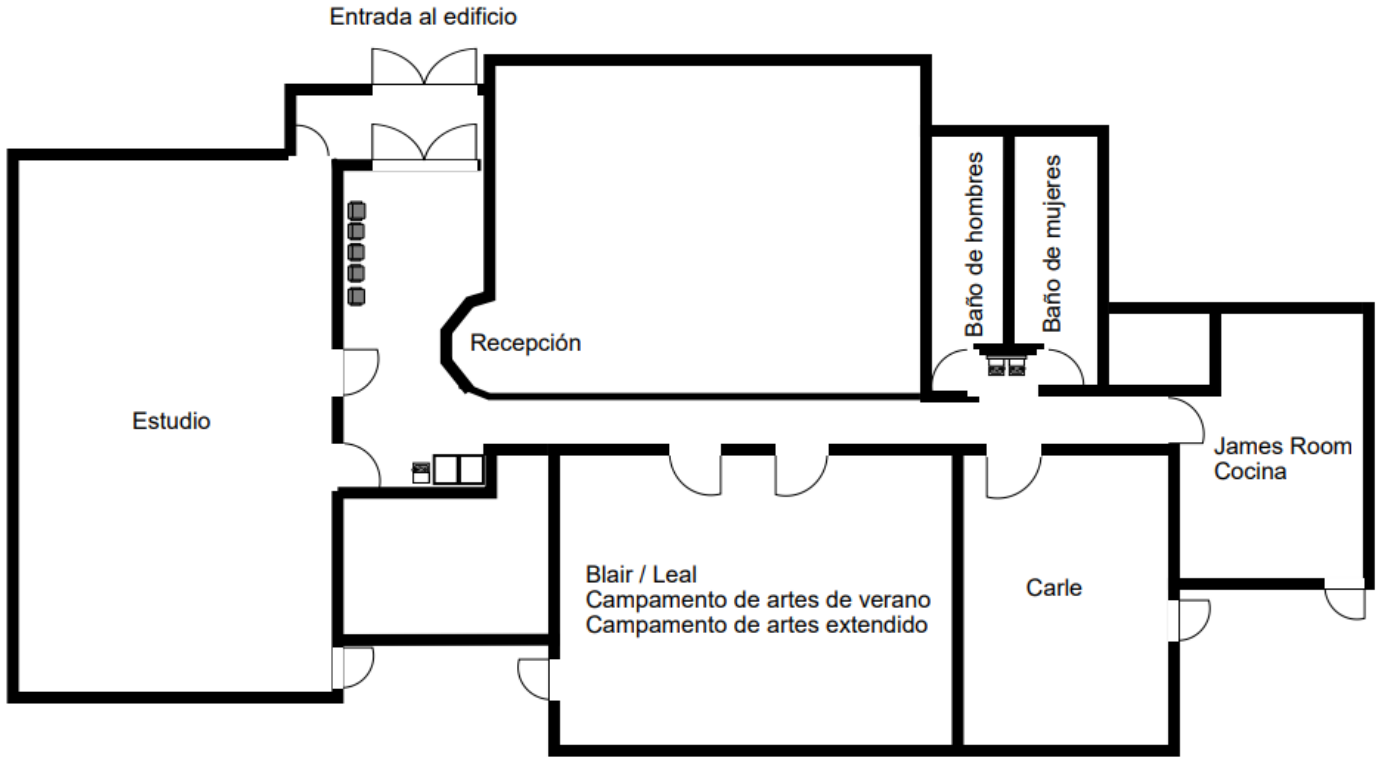 Entrada al edificio
Baño de hombres
Baño de mujeres
Recepción
Estudio
James Room
Cocina
Blair / Leal
Campamento de artes de verano
Campamento de artes extendido
Carle